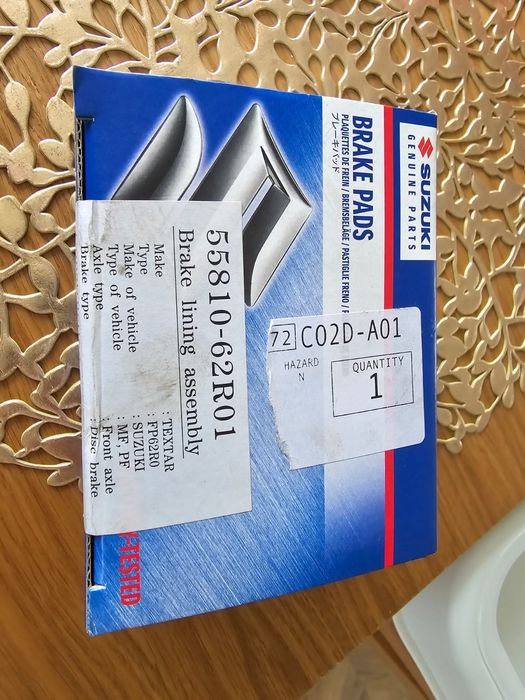 SUZUKI
GENUINE PARTS
BRAKE PADS
PLAQUETTES DE FREIN / BREMSBELÄGE / PASTIGLIE FRENO /
ブレーキパッド
72 C02D-A01
HAZARD
N
QUANTITY
1
55810-62R01
Brake lining assembly
Make : TEXTAR
Type : FP62R0
Make of vehicle : SUZUKI
Type of vehicle : MF, PF
Axle type : Front axle
Brake type : Disc brake
TESTED